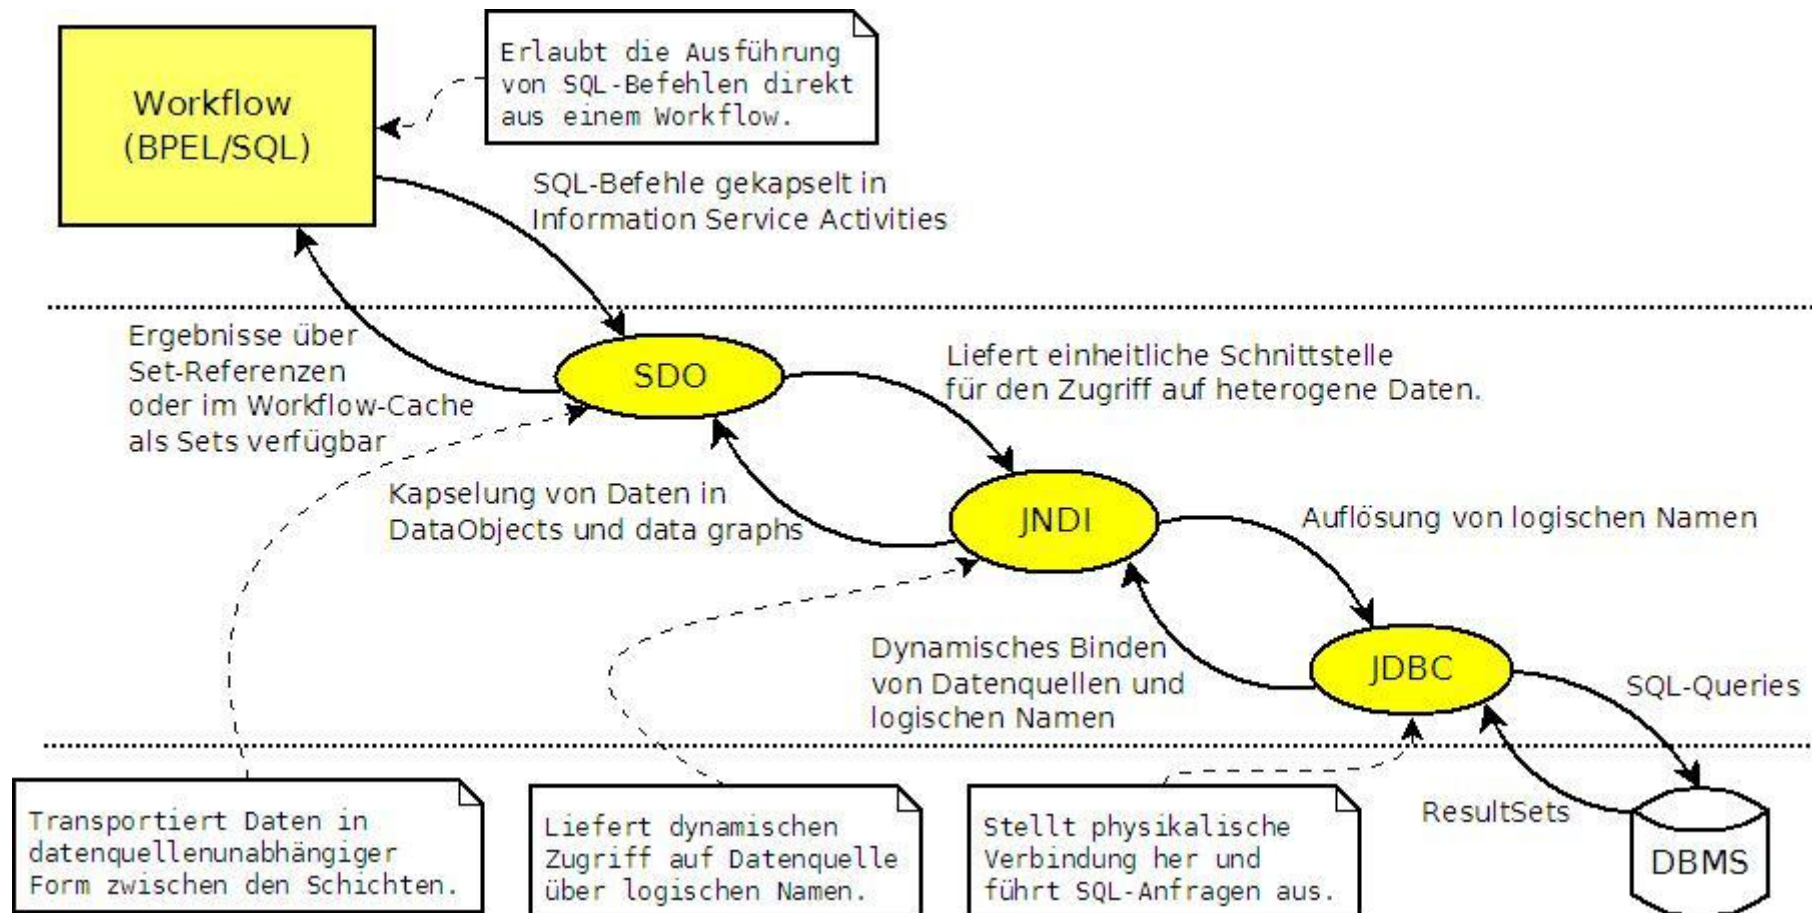 Workflow
(BPEL/SQL)
Erlaubt die Ausführung
von SQL-Befehlen direkt
aus einem Workflow.
SQL-Befehle gekapselt in
Information Service Activities
Ergebnisse über
Set-Referenzen
oder im Workflow-Cache
als Sets verfügbar
SDO
Liefert einheitliche Schnittstelle
für den Zugriff auf heterogene Daten.
Kapselung von Daten in
DataObjects und data graphs
JNDI
Auflösung von logischen Namen
Dynamisches Binden
von Datenquellen und
logischen Namen
JDBC
SQL-Queries
ResultSets
DBMS
Transportiert Daten in
datenquellenunabhängiger
Form zwischen den Schichten.
Liefert dynamischen
Zugriff auf Datenquelle
über logischen Namen.
Stellt physikalische
Verbindung her und
führt SQL-Anfragen aus.